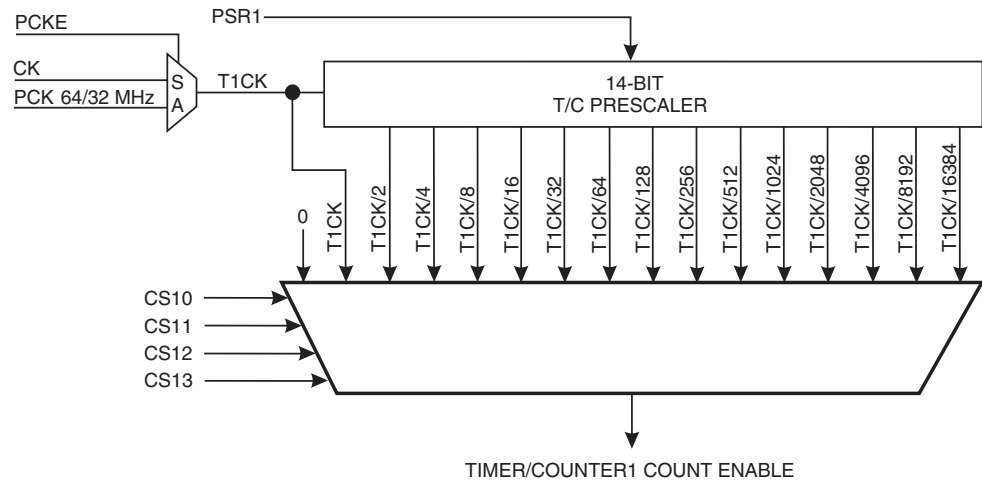 PSR1
PCKE
CK
PCK 64/32 MHz
S
A
T1CK
14-BIT
T/C PRESCALER
0
T1CK
T1CK/2
T1CK/4
T1CK/8
T1CK/16
T1CK/32
T1CK/64
T1CK/128
T1CK/256
T1CK/512
T1CK/1024
T1CK/2048
T1CK/4096
T1CK/8192
T1CK/16384
CS10
CS11
CS12
CS13
TIMER/COUNTER1 COUNT ENABLE